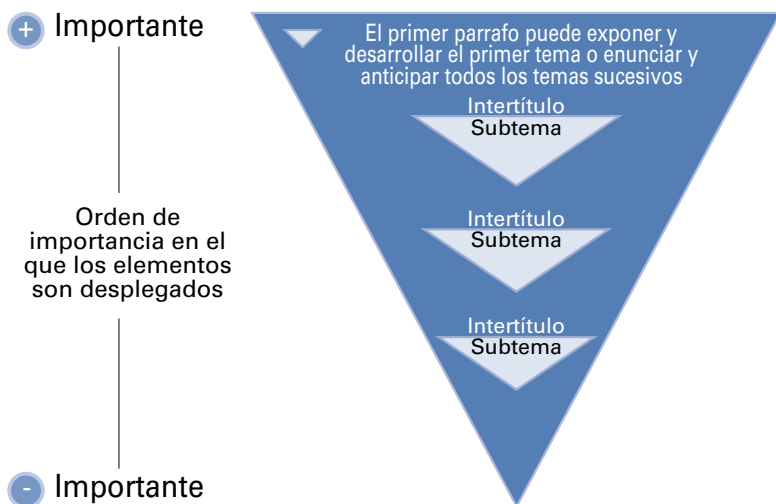 + Importante
El primer parrafo puede exponer y
desarrollar el primer tema o enunciar y
anticipar todos los temas sucesivos
Intertítulo
Subtema
Intertítulo
Subtema
Intertítulo
Subtema
Orden de
importancia en el
que los elementos
son desplegados
- Importante